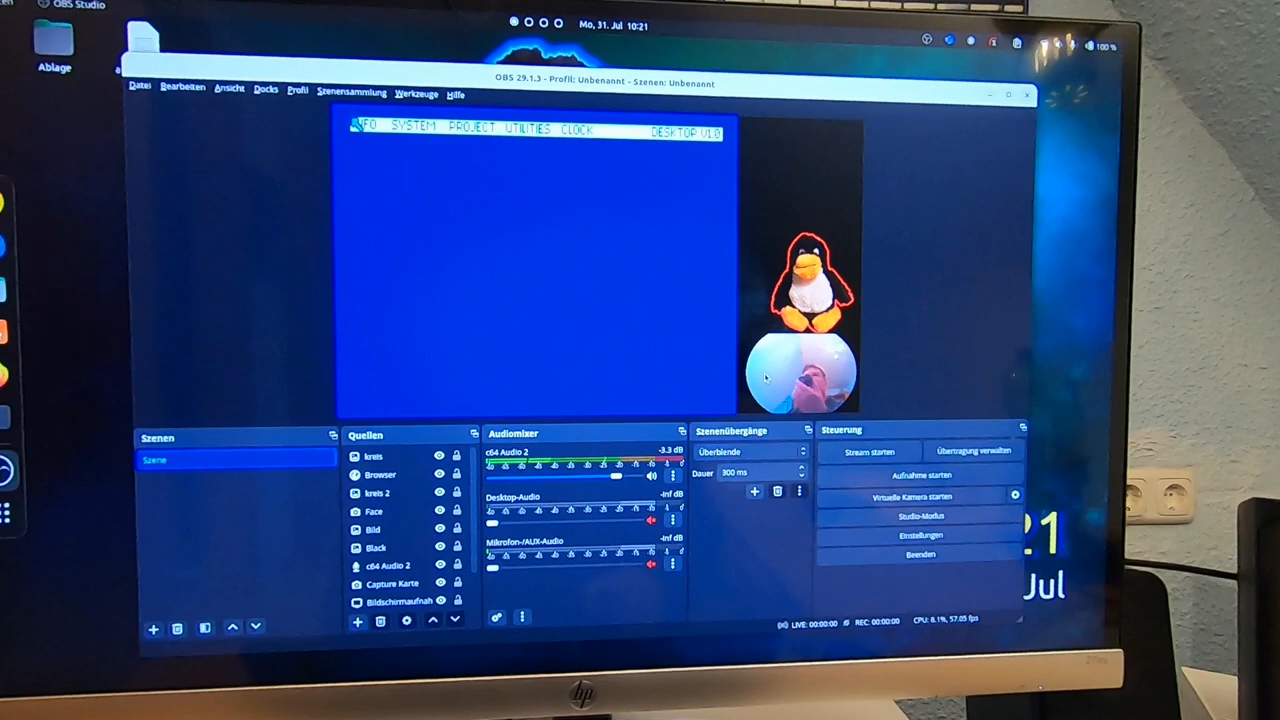 OBS Studio
Mo, 31. Jul 10:21
100 %
Ablage
OBS 29.1.3 - Profil: Unbenannt - Szenen: Unbenannt
Datei Bearbeiten Ansicht Docks Profil Szenensammlung Werkzeuge Hilfe
FO SYSTEM PROJECT UTILITIES CLOCK DESKTOP V1.0
Szenen
Szene
Quellen
kreis
Browser
kreis 2
Face
Bild
Black
c64 Audio 2
Capture Karte
Bildschirmaufnah
Audiomixer
c64 Audio 2 -3.3 dB
Desktop-Audio -Inf dB
Mikrofon-/AUX-Audio -Inf dB
Szenenübergänge
Überblende
Dauer 300 ms
Steuerung
Stream starten Übertragung verwalten
Aufnahme starten
Virtuelle Kamera starten
Studio-Modus
Einstellungen
Beenden
LIVE: 00:00:00 REC: 00:00:00 CPU: 8.1%, 57.05 fps
21
Jul
hp